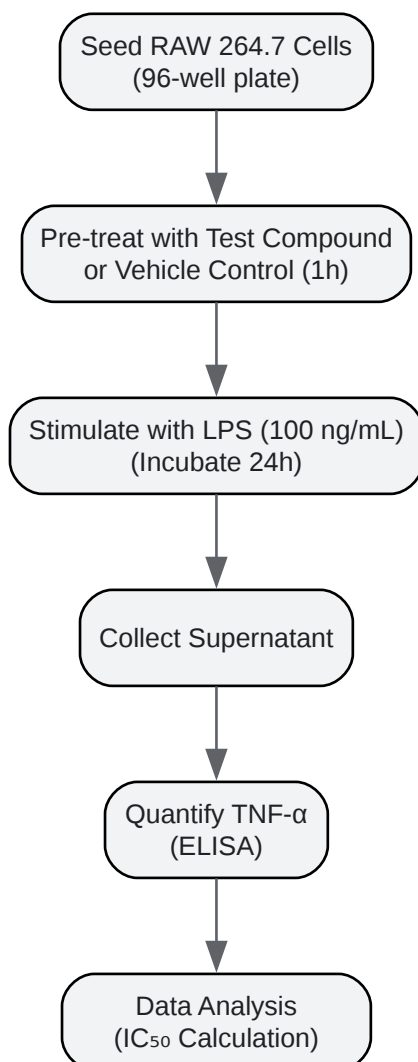 Seed RAW 264.7 Cells
(96-well plate)
Pre-treat with Test Compound
or Vehicle Control (1h)
Stimulate with LPS (100 ng/mL)
(Incubate 24h)
Collect Supernatant
Quantify TNF-α
(ELISA)
Data Analysis
(IC₅₀ Calculation)